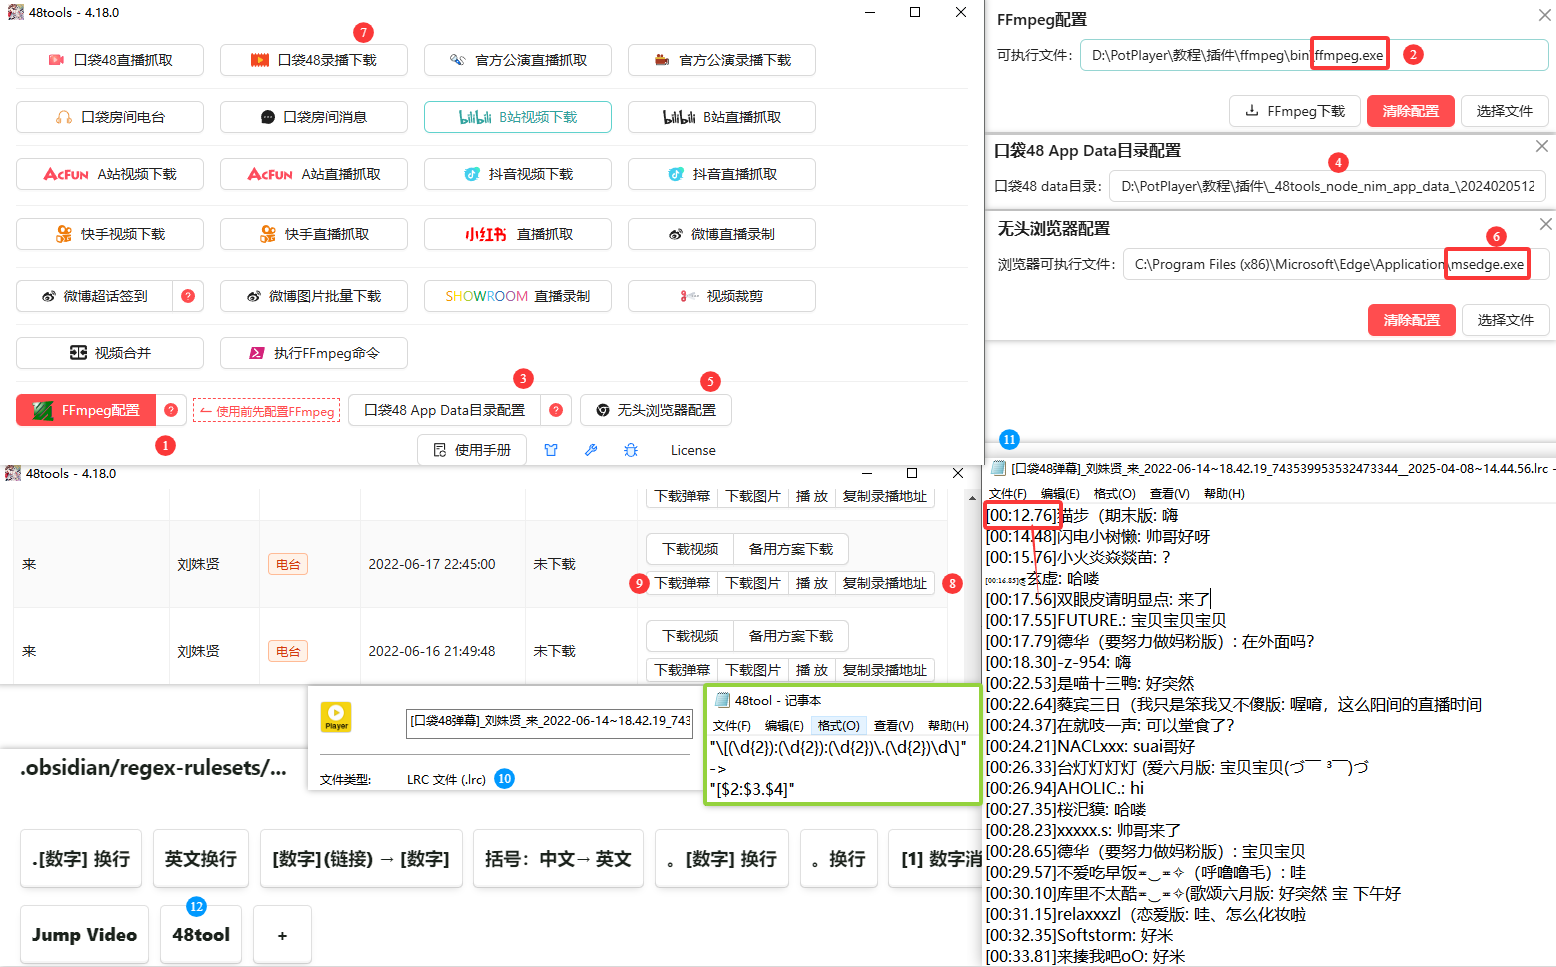 48tools - 4.18.0
7
口袋48直播抓取
口袋48录播下载
官方公演直播抓取
官方公演录播下载
口袋房间电台
口袋房间消息
bilibili B站视频下载
bilibili B站直播抓取
AcFun A站视频下载
AcFun A站直播抓取
抖音视频下载
抖音直播抓取
快手视频下载
快手直播抓取
小红书 直播抓取
微博直播录制
微博超话签到 ?
微博图片批量下载
SHOWROOM 直播录制
视频裁剪
视频合并
执行FFmpeg命令
3
5
FFmpeg配置 ?
使用前先配置FFmpeg
口袋48 App Data目录配置 ?
无头浏览器配置
1
使用手册
License
FFmpeg配置
可执行文件: D:\PotPlayer\教程\插件\ffmpeg\bin\ffmpeg.exe 2
FFmpeg下载 清除配置 选择文件
口袋48 App Data目录配置
4
口袋48 data目录: D:\PotPlayer\教程\插件\_48tools_node_nim_app_data_\2024020512
无头浏览器配置
6
浏览器可执行文件: C:\Program Files (x86)\Microsoft\Edge\Application\msedge.exe
清除配置 选择文件
48tools - 4.18.0
下载弹幕 下载图片 播 放 复制录播地址
来 刘姝贤 电台 2022-06-17 22:45:00 未下载
下载视频 备用方案下载
9 下载弹幕 下载图片 播 放 复制录播地址 8
来 刘姝贤 电台 2022-06-16 21:49:48 未下载
下载视频 备用方案下载
下载弹幕 下载图片 播 放 复制录播地址
Player
[口袋48弹幕]_刘姝贤_来_2022-06-14~18.42.19_743
文件类型: LRC 文件 (.lrc) 10
48tool - 记事本
文件(F) 编辑(E) 格式(O) 查看(V) 帮助(H)
"\[(\d{2}):(\d{2}):(\d{2})\.(\d{2})\d\]"
->
"[$2:$3.$4]"
.obsidian/regex-rulesets/...
.[数字] 换行
英文换行
[数字](链接) → [数字]
括号：中文→ 英文
。[数字] 换行
。换行
[1] 数字消
12
Jump Video
48tool
+
11
[口袋48弹幕]_刘姝贤_来_2022-06-14~18.42.19_743539953532473344__2025-04-08~14.44.56.lrc -
文件(F) 编辑(E) 格式(O) 查看(V) 帮助(H)
[00:12.76]猫步（期末版: 嗨
[00:14.48]闪电小树懒: 帅哥好呀
[00:15.76]小火炎焱燚苗: ?
[00:16.85] 玄虚: 哈喽
[00:17.56]双眼皮请明显点: 来了
[00:17.55]FUTURE.: 宝贝宝贝宝贝
[00:17.79]德华（要努力做妈粉版）: 在外面吗？
[00:18.30]-z-954: 嗨
[00:22.53]是喵十三鸭: 好突然
[00:22.64]蕤宾三日（我只是笨我又不傻版: 喔唷，这么阳间的直播时间
[00:24.37]在就吱一声: 可以堂食了？
[00:24.21]NACLxxx: suai哥好
[00:26.33]台灯灯灯灯 (爱六月版: 宝贝宝贝(づ￣ ³￣)づ
[00:26.94]AHOLIC.: hi
[00:27.35]桜汜貘: 哈喽
[00:28.23]xxxxx.s: 帅哥来了
[00:28.65]德华（要努力做妈粉版）: 宝贝宝贝
[00:29.57]不爱吃早饭≖‿≖✧（呼噜噜毛）: 哇
[00:30.10]库里不太酷≖‿≖✧(歌颂六月版: 好突然 宝 下午好
[00:31.15]relaxxxzl（恋爱版: 哇、怎么化妆啦
[00:32.35]Softstorm: 好米
[00:33.81]来揍我吧oO: 好米